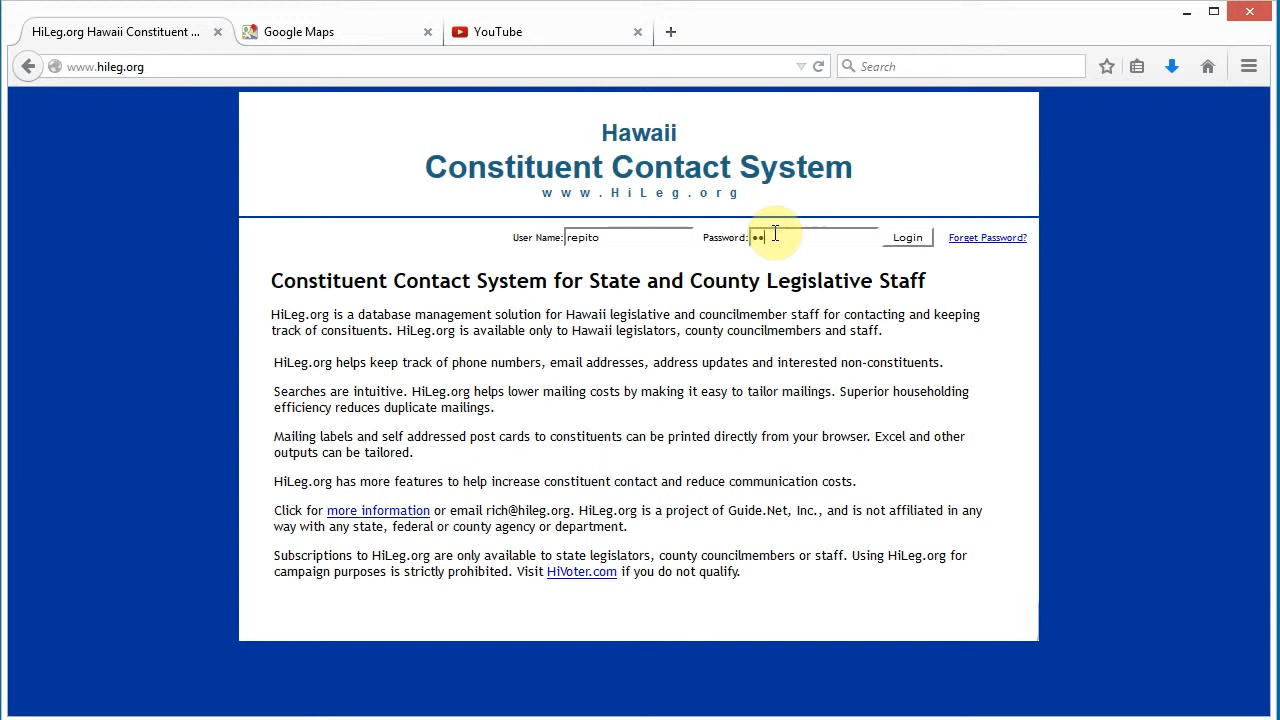 HiLeg.org Hawaii Constituent ...
Google Maps
YouTube
www.hileg.org
Search
Hawaii
Constituent Contact System
www.HiLeg.org
User Name: repito Password: Login Forget Password?
Constituent Contact System for State and County Legislative Staff
HiLeg.org is a database management solution for Hawaii legislative and councilmember staff for contacting and keeping
track of consituents. HiLeg.org is available only to Hawaii legislators, county councilmembers and staff.
HiLeg.org helps keep track of phone numbers, email addresses, address updates and interested non-constituents.
Searches are intuitive. HiLeg.org helps lower mailing costs by making it easy to tailor mailings. Superior householding
efficiency reduces duplicate mailings.
Mailing labels and self addressed post cards to constituents can be printed directly from your browser. Excel and other
outputs can be tailored.
HiLeg.org has more features to help increase constituent contact and reduce communication costs.
Click for more information or email rich@hileg.org. HiLeg.org is a project of Guide.Net, Inc., and is not affiliated in any
way with any state, federal or county agency or department.
Subscriptions to HiLeg.org are only available to state legislators, county councilmembers or staff. Using HiLeg.org for
campaign purposes is strictly prohibited. Visit HiVoter.com if you do not qualify.